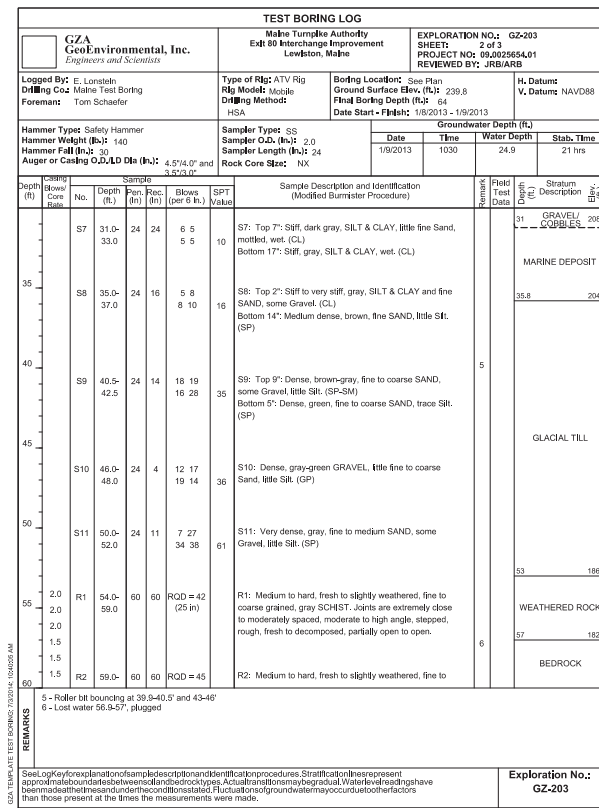 TEST BORING LOG
GZA
GeoEnvironmental, Inc.
Engineers and Scientists
Maine Turnpike Authority
Exit 80 Interchange Improvement
Lewiston, Maine
EXPLORATION NO.: GZ-203
SHEET: 2 of 3
PROJECT NO: 09.0025654.01
REVIEWED BY: JRB/ARB
Logged By: E. Lonstein
Drilling Co.: Maine Test Boring
Foreman: Tom Schaefer
Type of Rig: ATV Rig
Rig Model: Mobile
Drilling Method:
HSA
Boring Location: See Plan
Ground Surface Elev. (ft.): 239.8
Final Boring Depth (ft.): 64
Date Start - Finish: 1/8/2013 - 1/9/2013
H. Datum:
V. Datum: NAVD88
Hammer Type: Safety Hammer
Hammer Weight (lb.): 140
Hammer Fall (in.): 30
Auger or Casing O.D./I.D Dia (in.): 4.5"/4.0" and
3.5"/3.0"
Sampler Type: SS
Sampler O.D. (in.): 2.0
Sampler Length (in.): 24
Rock Core Size: NX
Groundwater Depth (ft.)
Date Time Water Depth Stab. Time
1/9/2013 1030 24.9 21 hrs
Depth (ft) Casing Blows/ Core Rate Sample No. Depth (ft.) Pen. (in) Rec. (in) Blows (per 6 in.) SPT Value Sample Description and Identification (Modified Burmister Procedure) Remark Field Test Data Depth (ft.) Stratum Description Elev. (ft.)
31 GRAVEL/ COBBLES 208
S7 31.0- 33.0 24 24 6 5 5 5 10
S7: Top 7": Stiff, dark gray, SILT & CLAY, little fine Sand,
mottled, wet. (CL)
Bottom 17": Stiff, gray, SILT & CLAY, wet. (CL)
MARINE DEPOSIT
35
S8 35.0- 37.0 24 16 5 8 8 10 16
S8: Top 2": Stiff to very stiff, gray, SILT & CLAY and fine
SAND, some Gravel. (CL)
Bottom 14": Medium dense, brown, fine SAND, little Silt.
(SP)
35.8 204
40
5
S9 40.5- 42.5 24 14 18 19 16 28 35
S9: Top 9": Dense, brown-gray, fine to coarse SAND,
some Gravel, little Silt. (SP-SM)
Bottom 5": Dense, green, fine to coarse SAND, trace Silt.
(SP)
GLACIAL TILL
45
S10 46.0- 48.0 24 4 12 17 19 14 36
S10: Dense, gray-green GRAVEL, little fine to coarse
Sand, little Silt. (GP)
50
S11 50.0- 52.0 24 11 7 27 34 38 61
S11: Very dense, gray, fine to medium SAND, some
Gravel, little Silt. (SP)
53 186
2.0 R1 54.0- 59.0 60 60 RQD = 42 (25 in)
R1: Medium to hard, fresh to slightly weathered, fine to
coarse grained, gray SCHIST. Joints are extremely close
to moderately spaced, moderate to high angle, stepped,
rough, fresh to decomposed, partially open to open.
55
2.0
2.0
1.5
1.5
WEATHERED ROCK
57 182
6
BEDROCK
60
1.5 R2 59.0- 60 60 RQD = 45
R2: Medium to hard, fresh to slightly weathered, fine to
REMARKS
5 - Roller bit bouncing at 39.9-40.5' and 43-46'
6 - Lost water 56.9-57', plugged
See Log Key for explanation of sample description and identification procedures. Stratification lines represent
approximate boundaries between soil and bedrock types. Actual transitions may be gradual. Water level readings have
been made at the times and under the conditions stated. Fluctuations of groundwater may occur due to other factors
than those present at the times the measurements were made.
Exploration No.:
GZ-203
GZA TEMPLATE TEST BORING; 7/3/2014; 10:40:05 AM